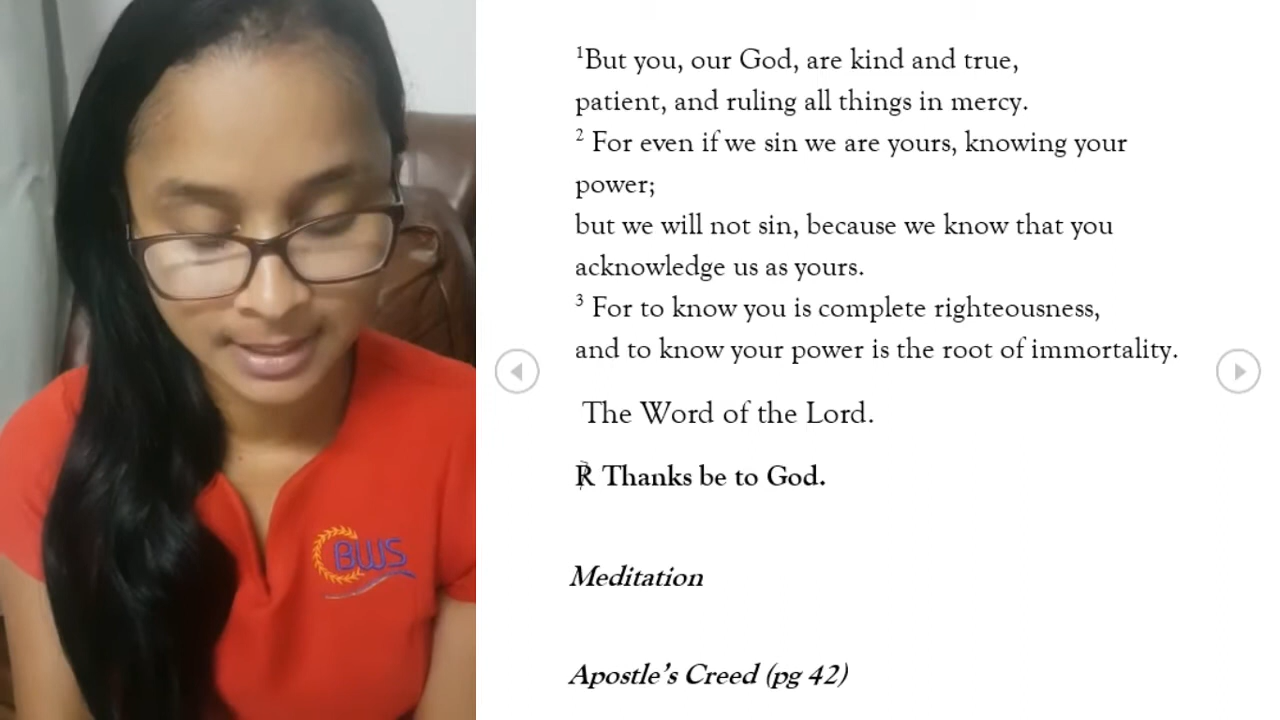 ¹But you, our God, are kind and true,
patient, and ruling all things in mercy.
² For even if we sin we are yours, knowing your
power;
but we will not sin, because we know that you
acknowledge us as yours.
³ For to know you is complete righteousness,
and to know your power is the root of immortality.
The Word of the Lord.
℟ Thanks be to God.
BWS
Meditation
Apostle’s Creed (pg 42)